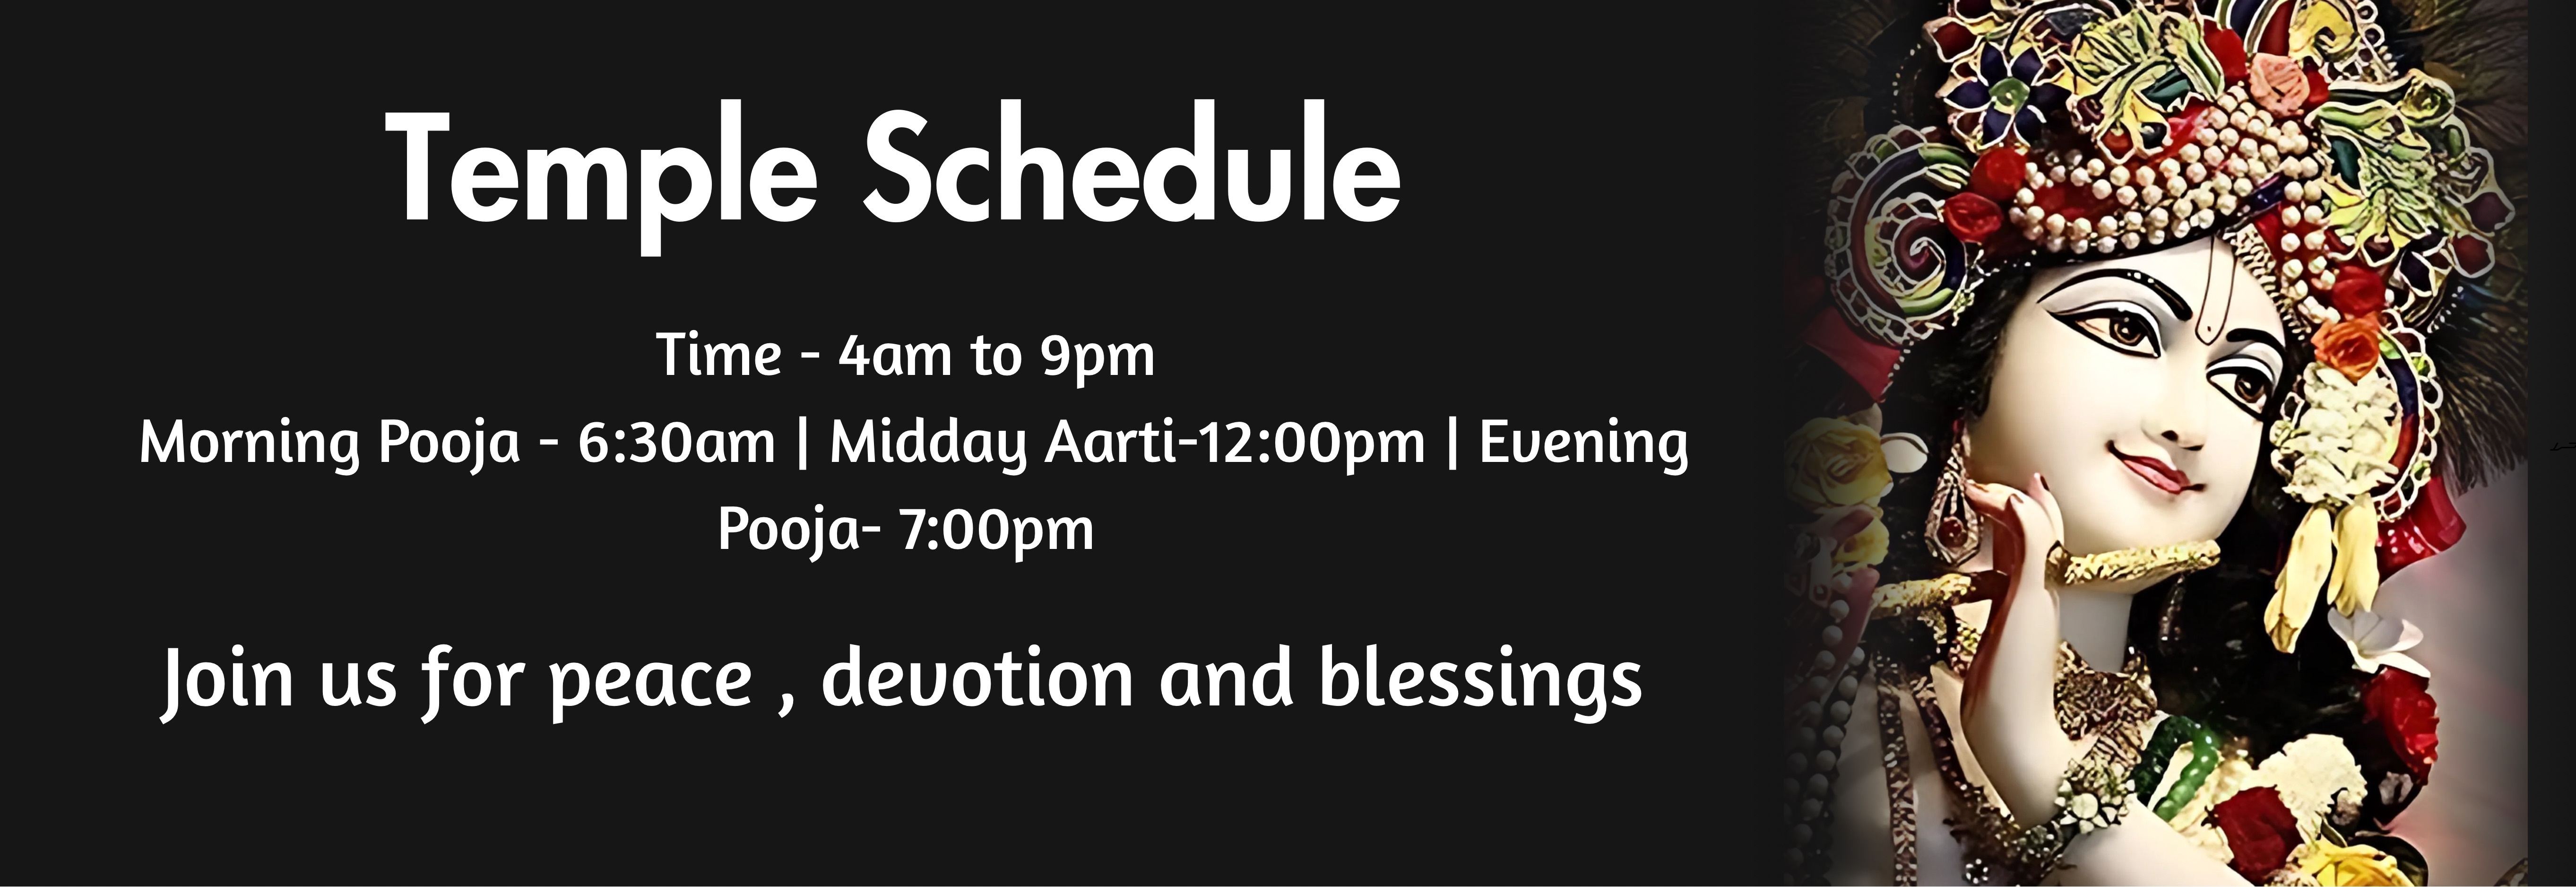 Temple Schedule
Time - 4am to 9pm
Morning Pooja - 6:30am | Midday Aarti-12:00pm | Evening
Pooja- 7:00pm
Join us for peace , devotion and blessings